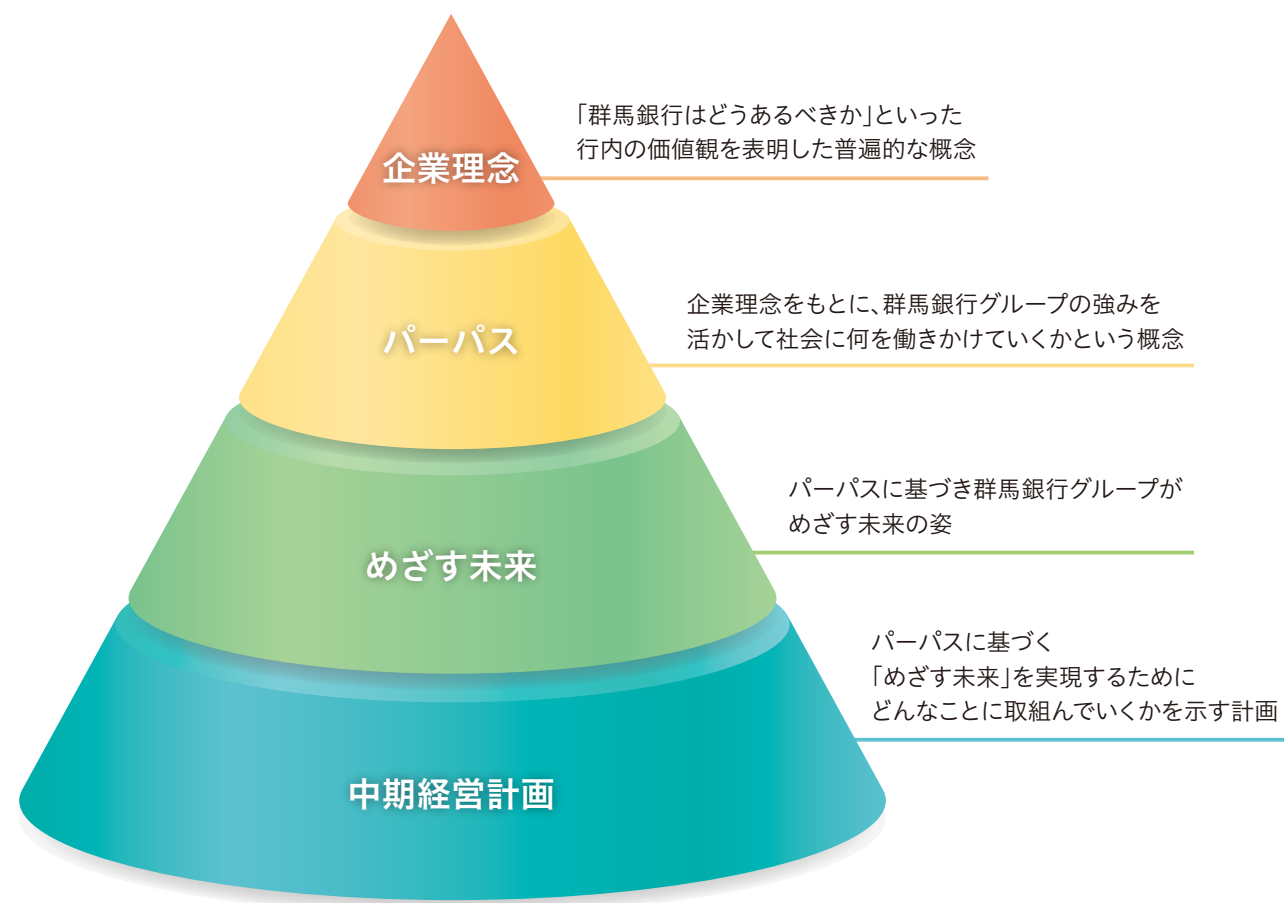 企業理念
「群馬銀行はどうあるべきか」といった
行内の価値観を表明した普遍的な概念
パーパス
企業理念をもとに、群馬銀行グループの強みを
活かして社会に何を働きかけていくかという概念
めざす未来
パーパスに基づき群馬銀行グループが
めざす未来の姿
中期経営計画
パーパスに基づく
「めざす未来」を実現するために
どんなことに取組んでいくかを示す計画